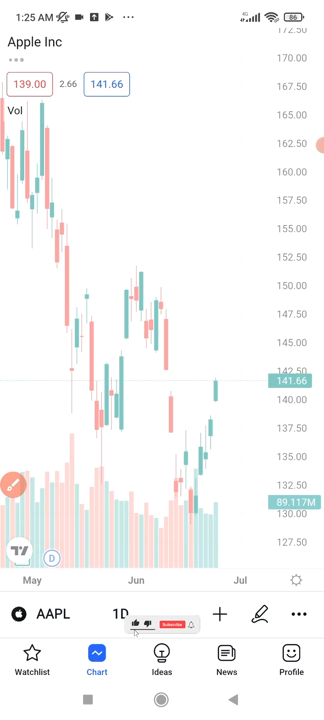 1:25 AM 4G 86
172.50
Apple Inc
170.00
139.00 2.66 141.66
167.50
Vol
165.00
162.50
160.00
157.50
155.00
152.50
150.00
147.50
145.00
142.50
141.66
140.00
137.50
135.00
132.50
89.117M
130.00
127.50
D
May Jun Jul
AAPL 1D
Subscribe
Watchlist Chart Ideas News Profile